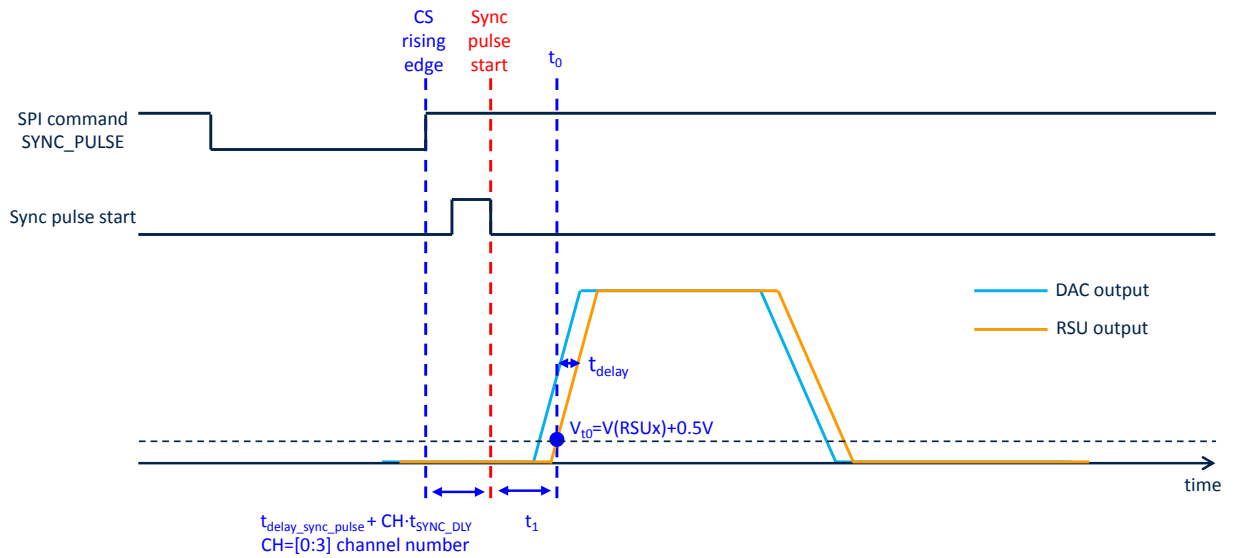 CS
rising
edge
Sync
pulse
start
t0
SPI command
SYNC_PULSE
Sync pulse start
DAC output
RSU output
tdelay
Vt0=V(RSUx)+0.5V
time
tdelay_sync_pulse + CH·tSYNC_DLY
CH=[0:3] channel number
t1